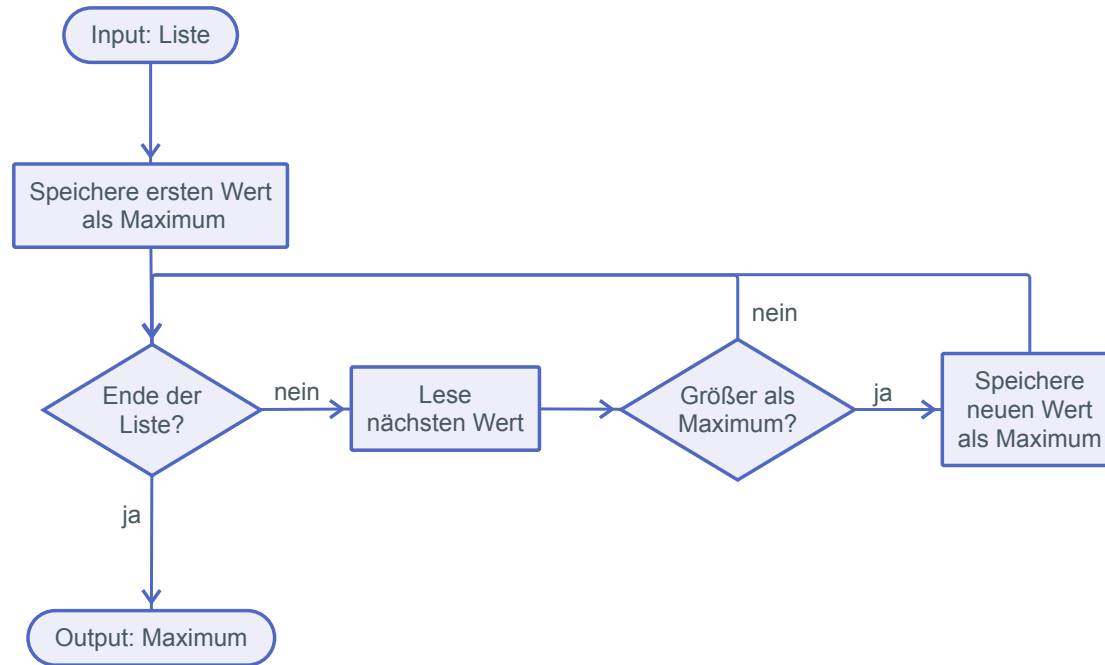 Input: Liste
Speichere ersten Wert
als Maximum
nein
Ende der
Liste?
nein
Lese
nächsten Wert
Größer als
Maximum?
ja
Speichere
neuen Wert
als Maximum
ja
Output: Maximum